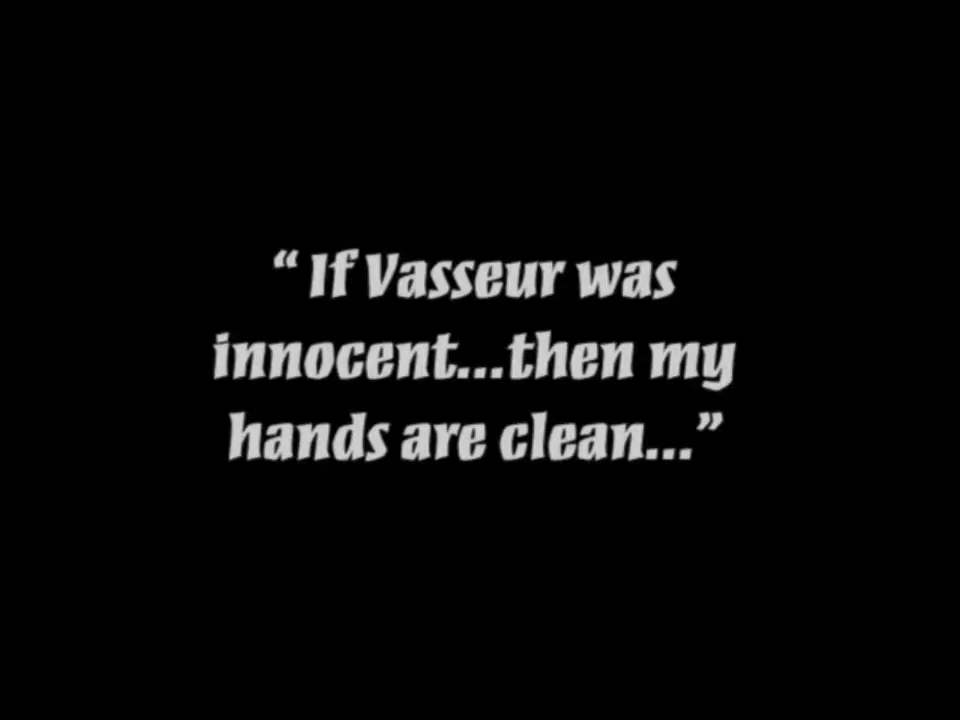 “ If Vasseur was
innocent...then my
hands are clean...”